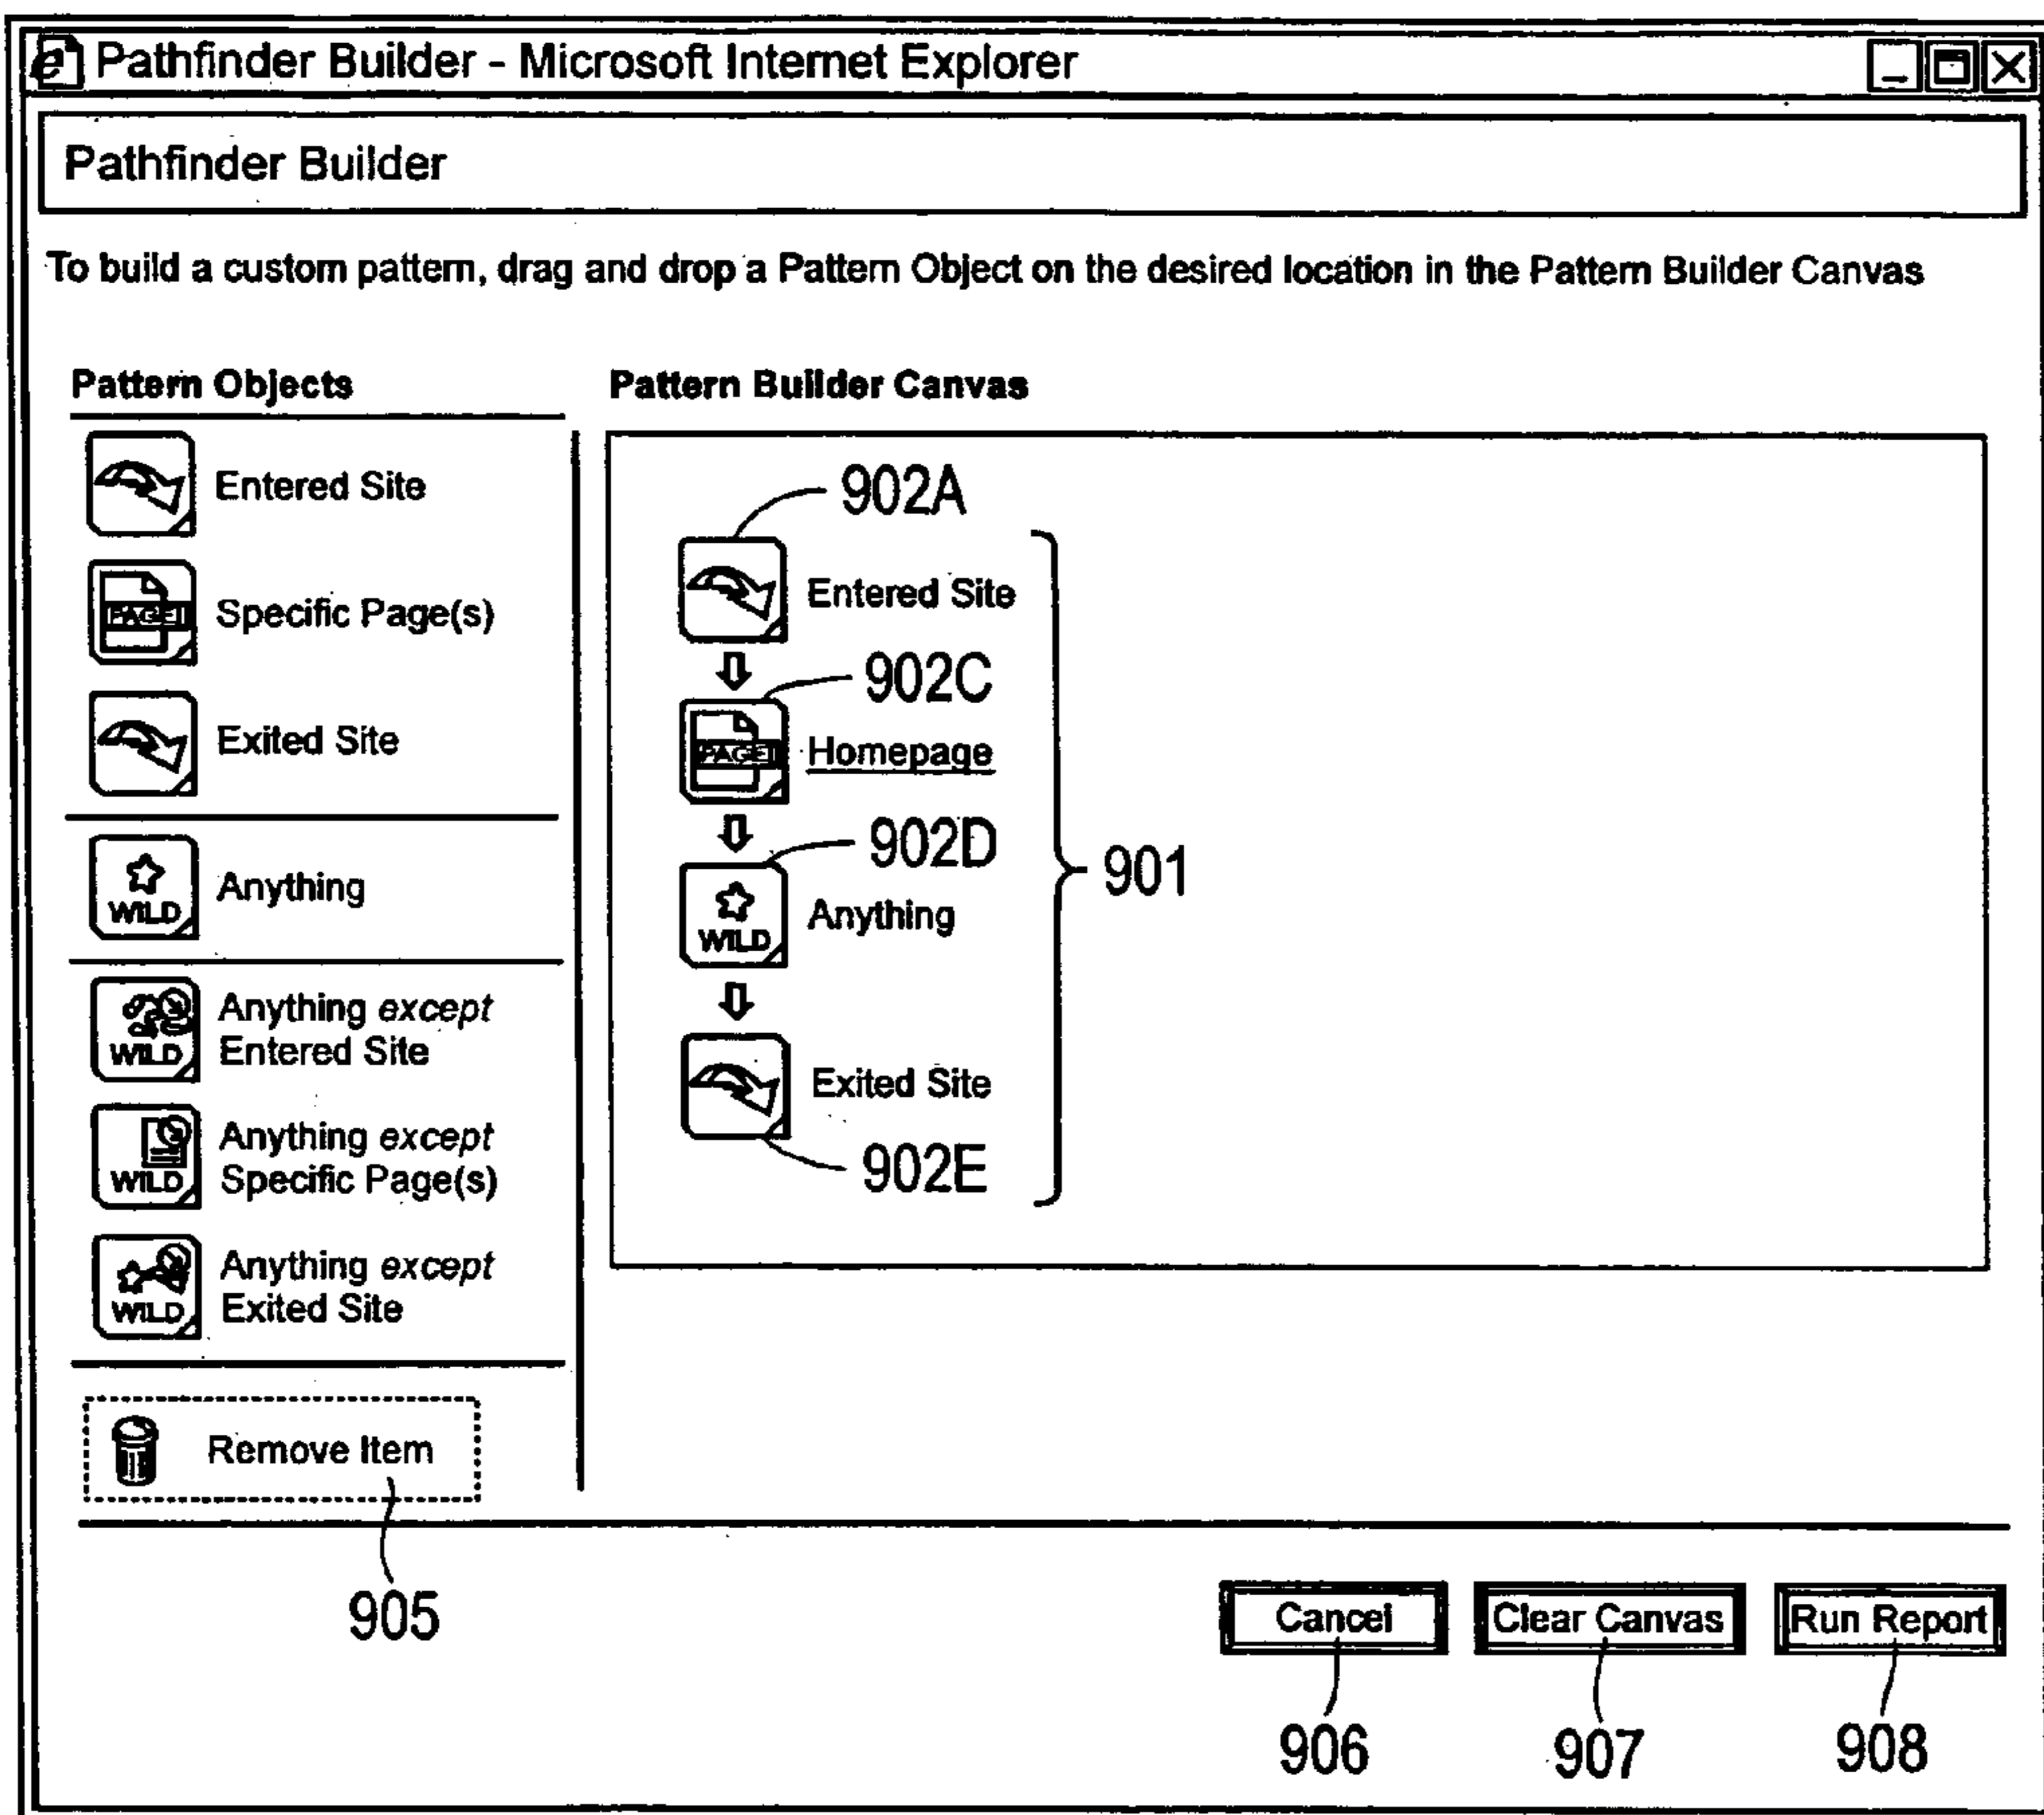 Pathfinder Builder - Microsoft Internet Explorer
Pathfinder Builder
To build a custom pattern, drag and drop a Pattern Object on the desired location in the Pattern Builder Canvas
Pattern Objects
Entered Site
PAGE
Specific Page(s)
Exited Site
WILD
Anything
WILD
Anything except
Entered Site
WILD
Anything except
Specific Page(s)
WILD
Anything except
Exited Site
Remove Item
905
Pattern Builder Canvas
902A
Entered Site
902C
PAGE
Homepage
902D
WILD
Anything
901
Exited Site
902E
Cancel
Clear Canvas
Run Report
906
907
908